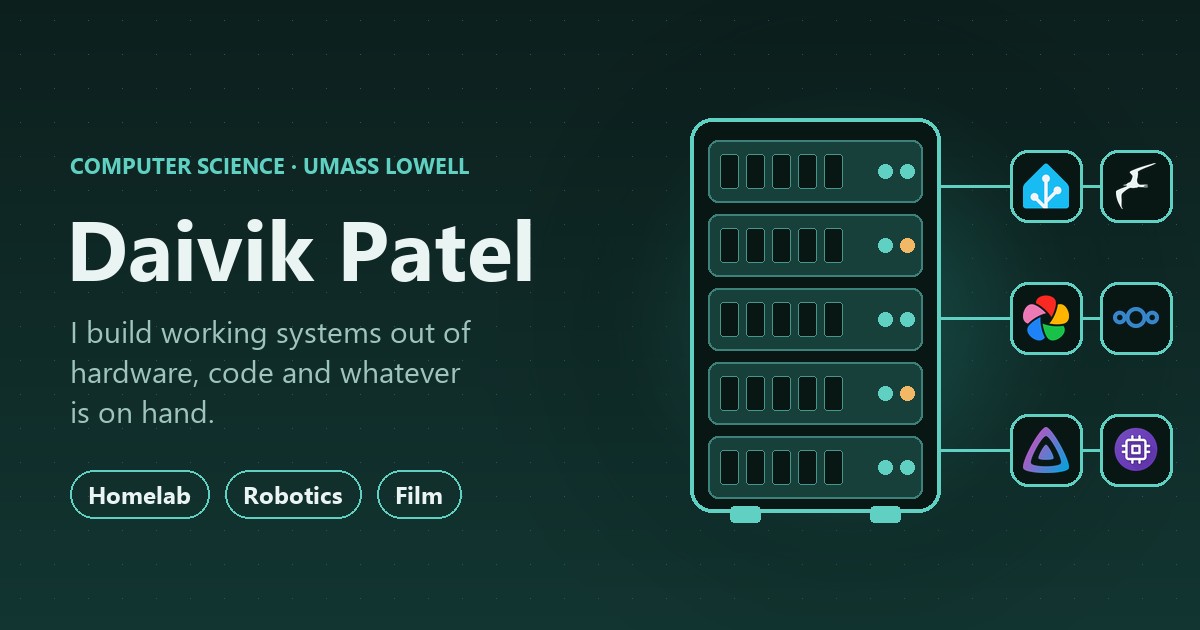 COMPUTER SCIENCE · UMASS LOWELL
Daivik Patel
I build working systems out of
hardware, code and whatever
is on hand.
Homelab
Robotics
Film